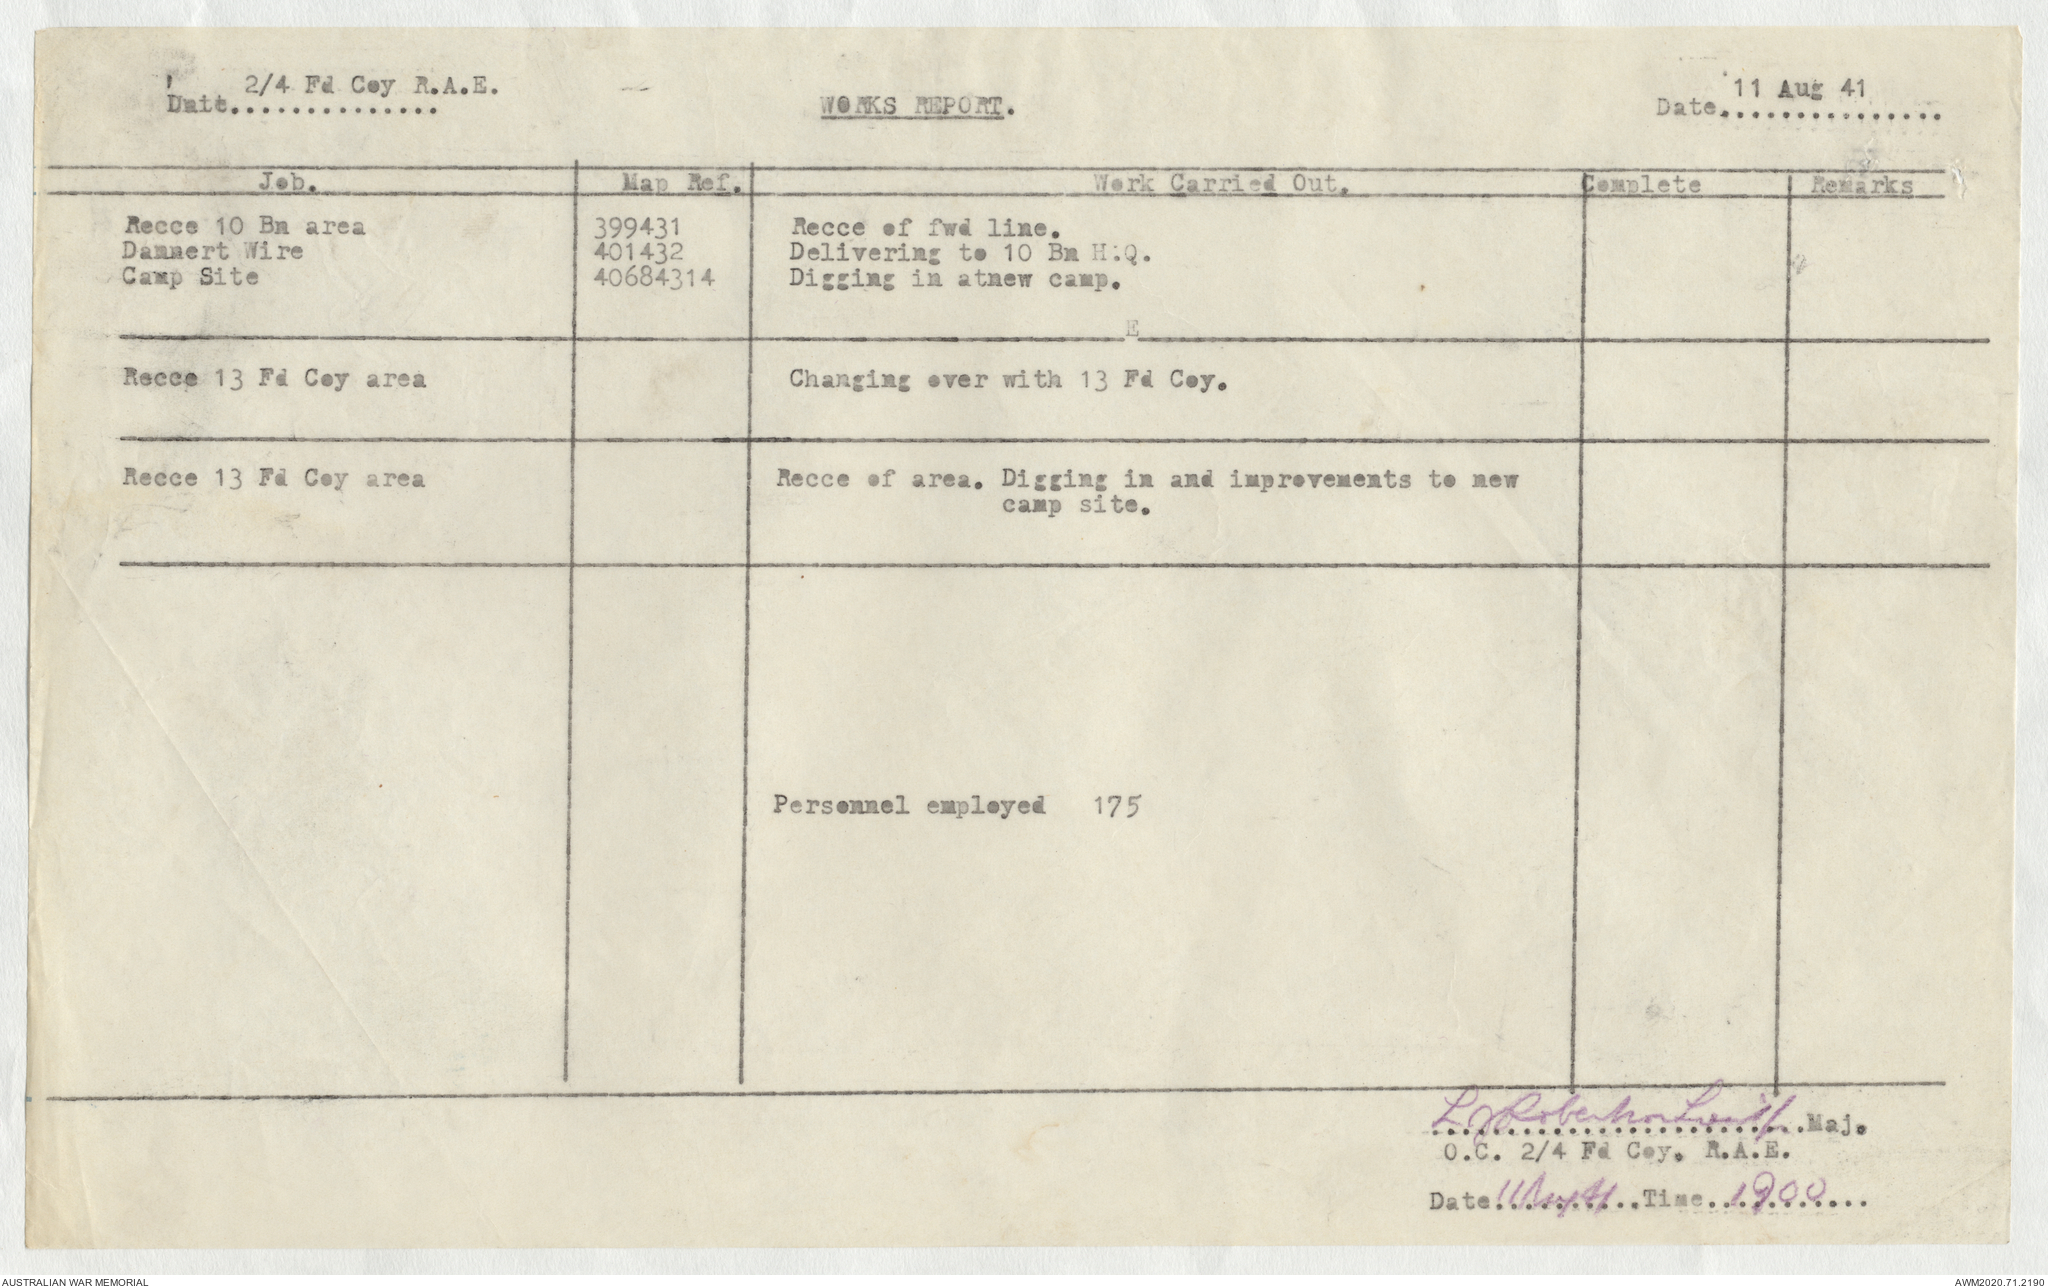 2/4 Fd Coy R.A.E.
Unit..............
WORKS REPORT.
11 Aug 41
Date...............
Job. Map Ref. Work Carried Out. Complete Remarks
Recce 10 Bn area 399431 Recce of fwd line.
Dannert Wire 401432 Delivering to 10 Bn H.Q.
Camp Site 40684314 Digging in atnew camp.
E
Recce 13 Fd Coy area Changing over with 13 Fd Coy.
Recce 13 Fd Coy area Recce of area. Digging in and improvements to new
camp site.
Personnel employed 175
Maj.
O.C. 2/4 Fd Coy. R.A.E.
Date 11 Aug 41 Time 1900
AUSTRALIAN WAR MEMORIAL
AWM2020.71.2190